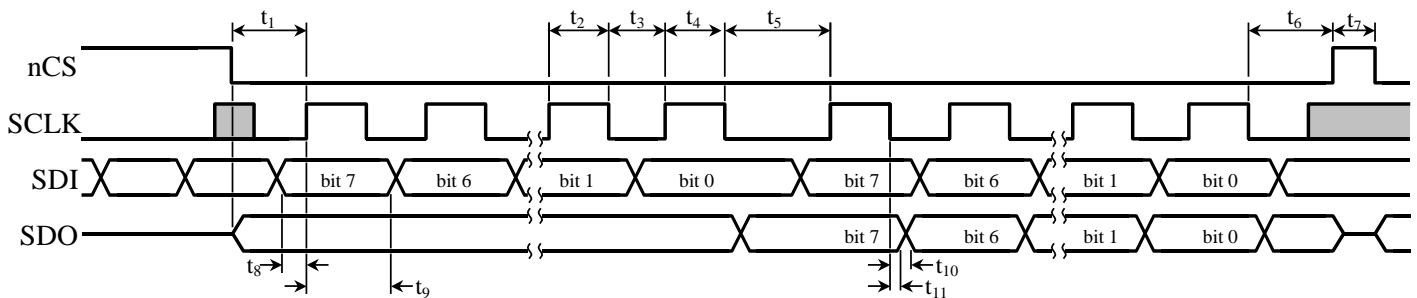 t1 t2 t3 t4 t5 t6 t7
nCS
SCLK
SDI bit 7 bit 6 bit 1 bit 0 bit 7 bit 6 bit 1 bit 0
SDO bit 7 bit 6 bit 1 bit 0
t8 t10
t9 t11